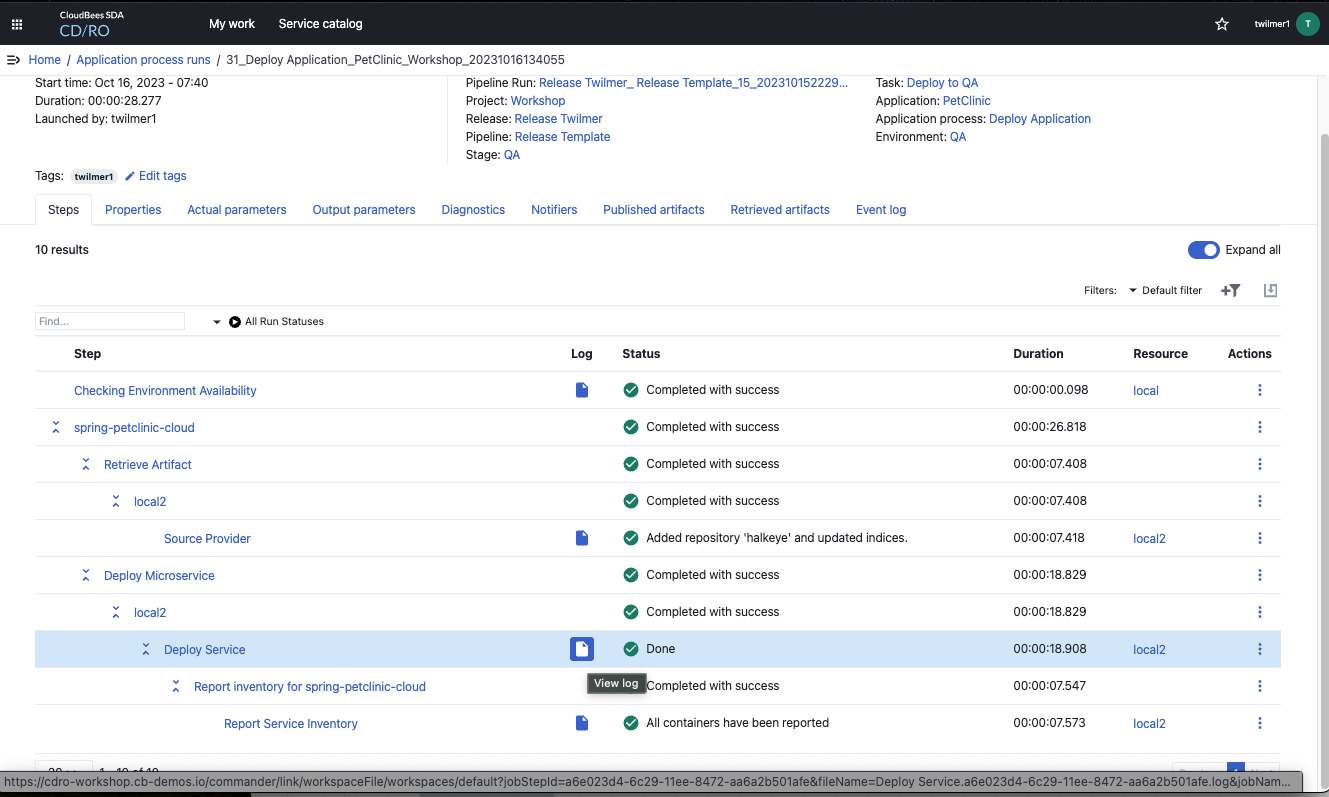 CloudBees SDA
CD/RO
My work
Service catalog
twilmer1
T
Home / Application process runs / 31_Deploy Application_PetClinic_Workshop_20231016134055
Start time: Oct 16, 2023 - 07:40
Duration: 00:00:28.277
Launched by: twilmer1
Pipeline Run: Release Twilmer_ Release Template_15_202310152229...
Project: Workshop
Release: Release Twilmer
Pipeline: Release Template
Stage: QA
Task: Deploy to QA
Application: PetClinic
Application process: Deploy Application
Environment: QA
Tags: twilmer1 Edit tags
Steps Properties Actual parameters Output parameters Diagnostics Notifiers Published artifacts Retrieved artifacts Event log
10 results
Expand all
Filters: Default filter
Find... All Run Statuses
Step Log Status Duration Resource Actions
Checking Environment Availability Completed with success 00:00:00.098 local
spring-petclinic-cloud Completed with success 00:00:26.818
Retrieve Artifact Completed with success 00:00:07.408
local2 Completed with success 00:00:07.408
Source Provider Added repository 'halkeye' and updated indices. 00:00:07.418 local2
Deploy Microservice Completed with success 00:00:18.829
local2 Completed with success 00:00:18.829
Deploy Service Done 00:00:18.908 local2
View log
Report inventory for spring-petclinic-cloud Completed with success 00:00:07.547
Report Service Inventory All containers have been reported 00:00:07.573 local2
https://cdro-workshop.cb-demos.io/commander/link/workspaceFile/workspaces/default?jobStepId=a6e023d4-6c29-11ee-8472-aa6a2b501afe&fileName=Deploy Service.a6e023d4-6c29-11ee-8472-aa6a2b501afe.log&jobNam...